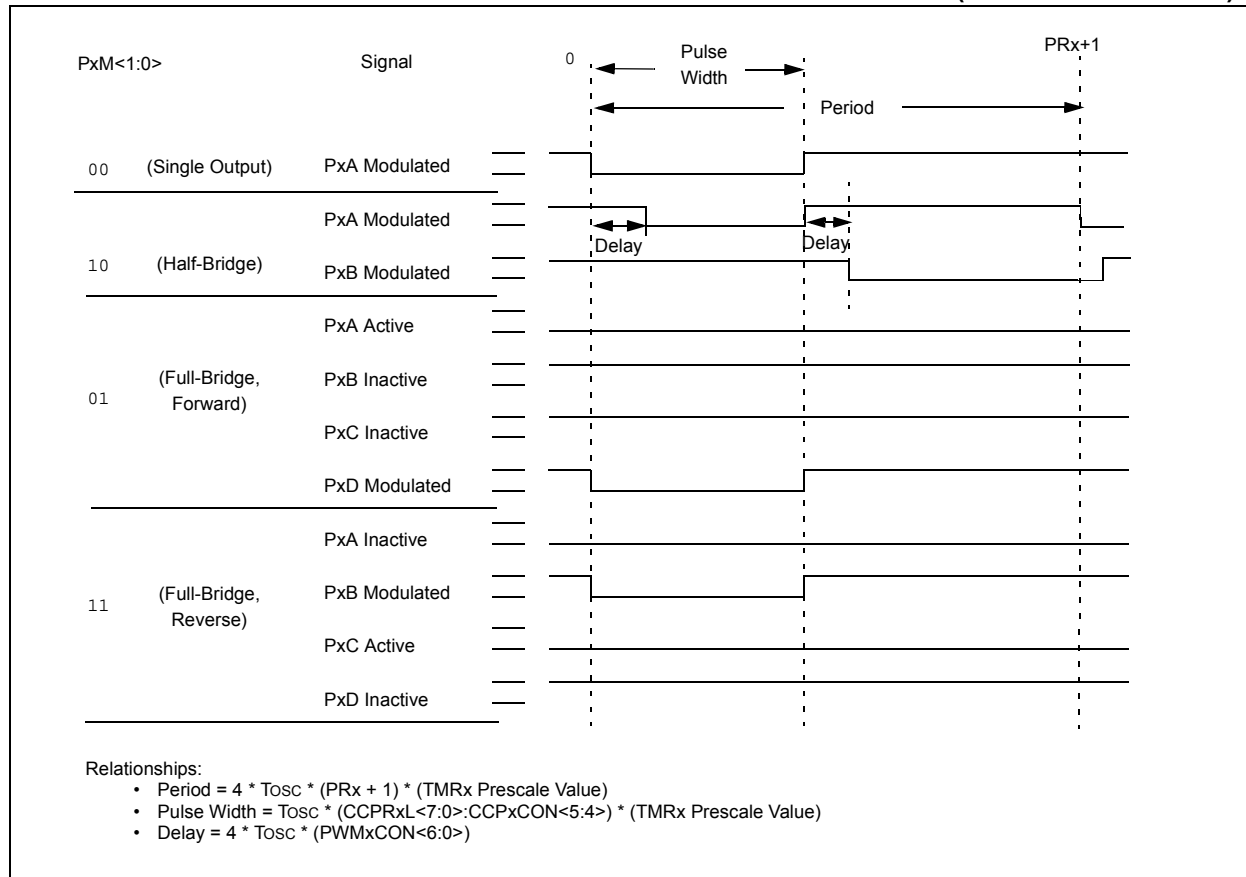 PxM<1:0>
Signal
0
Pulse
Width
PRx+1
Period
00
(Single Output)
PxA Modulated
PxA Modulated
Delay
Delay
10
(Half-Bridge)
PxB Modulated
PxA Active
(Full-Bridge,
Forward)
PxB Inactive
01
PxC Inactive
PxD Modulated
PxA Inactive
11
(Full-Bridge,
Reverse)
PxB Modulated
PxC Active
PxD Inactive
Relationships:
• Period = 4 * TOSC * (PRx + 1) * (TMRx Prescale Value)
• Pulse Width = TOSC * (CCPRxL<7:0>:CCPxCON<5:4>) * (TMRx Prescale Value)
• Delay = 4 * TOSC * (PWMxCON<6:0>)